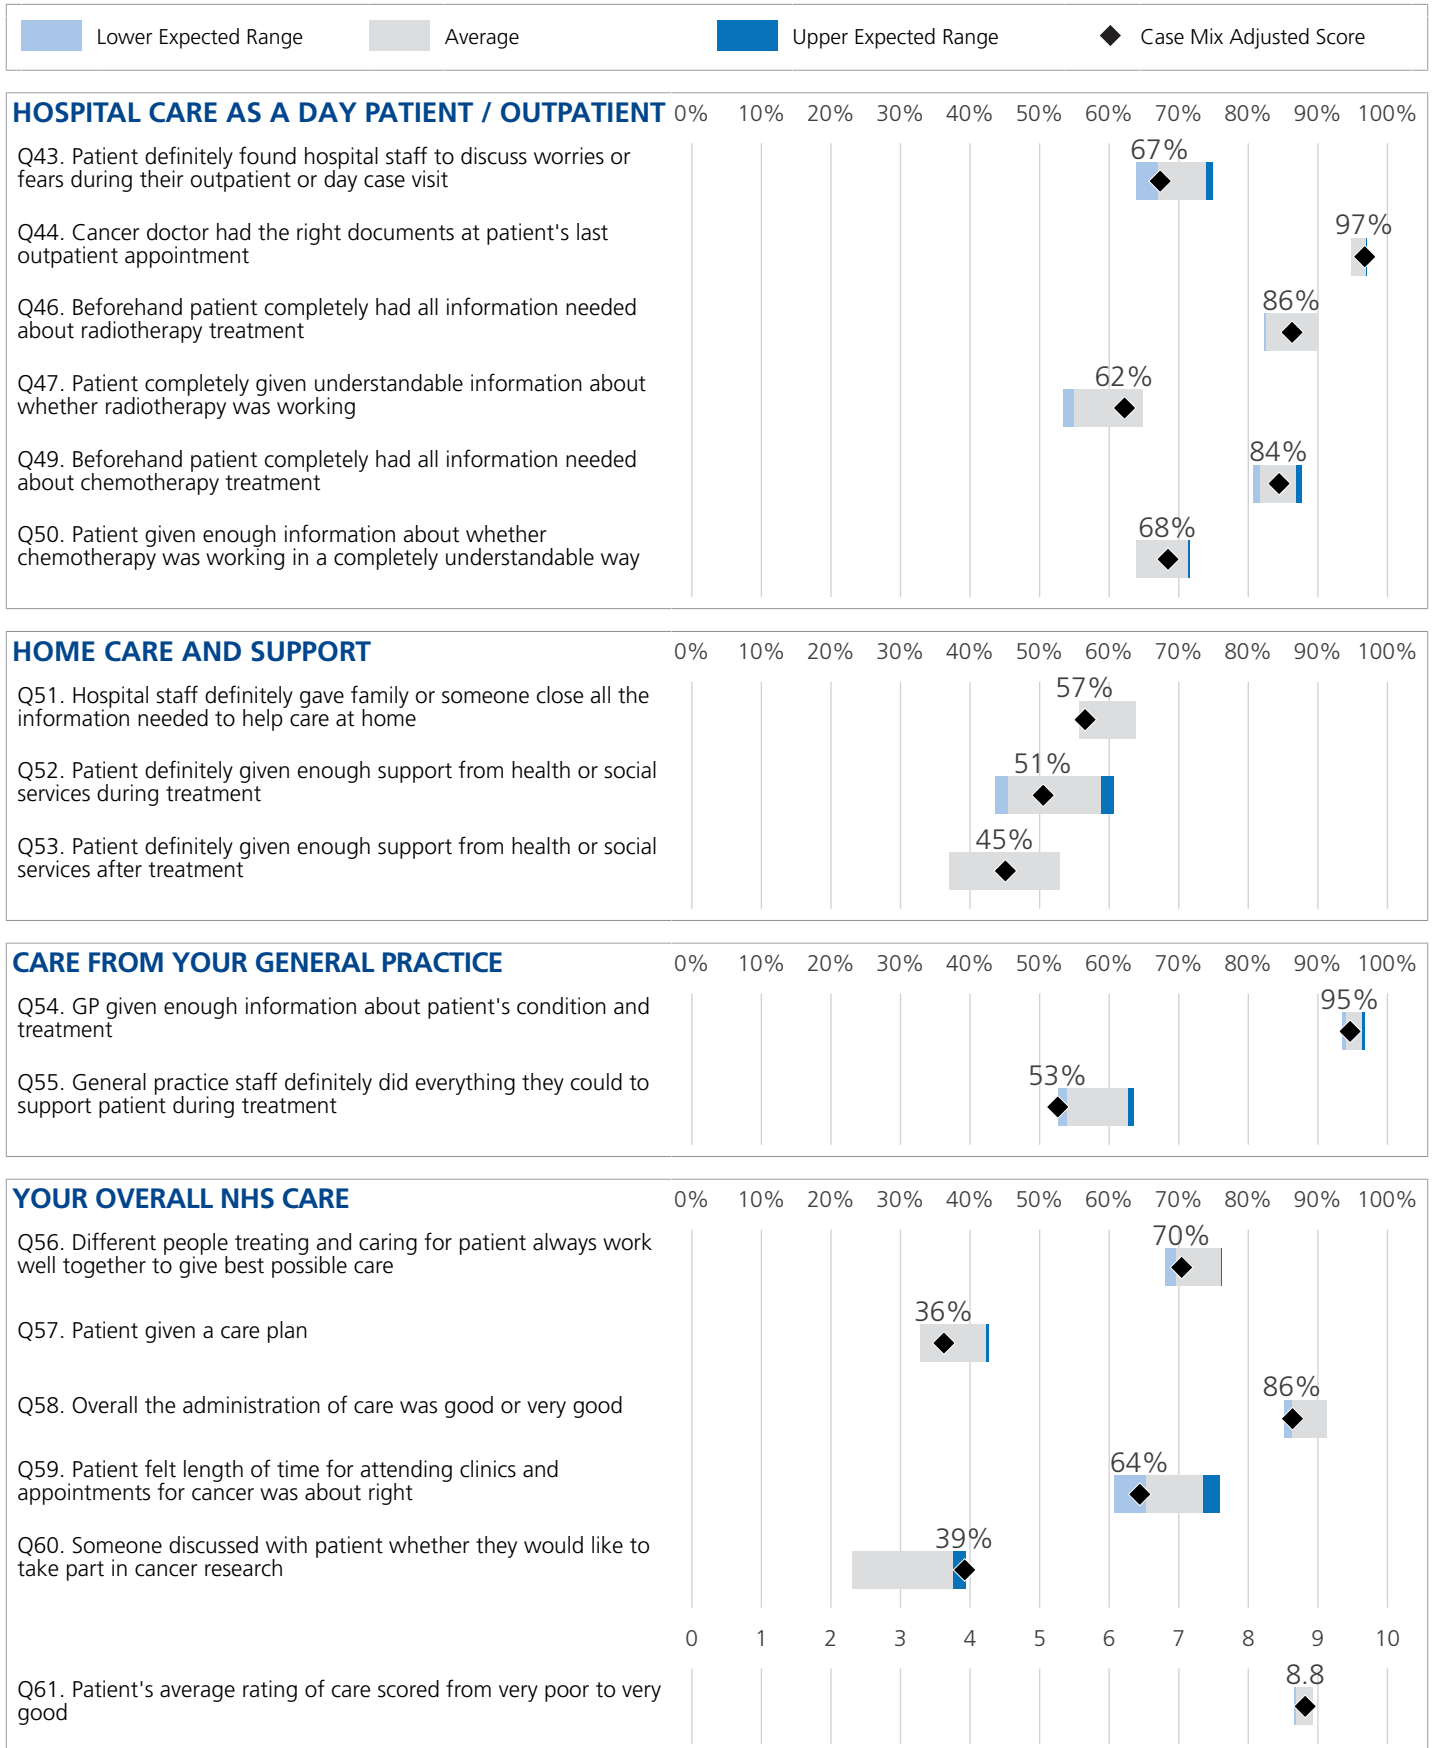 Lower Expected Range Average Upper Expected Range Case Mix Adjusted Score
HOSPITAL CARE AS A DAY PATIENT / OUTPATIENT 0% 10% 20% 30% 40% 50% 60% 70% 80% 90% 100%
Q43. Patient definitely found hospital staff to discuss worries or
fears during their outpatient or day case visit
67%
Q44. Cancer doctor had the right documents at patient's last
outpatient appointment
97%
Q46. Beforehand patient completely had all information needed
about radiotherapy treatment
86%
Q47. Patient completely given understandable information about
whether radiotherapy was working
62%
Q49. Beforehand patient completely had all information needed
about chemotherapy treatment
84%
Q50. Patient given enough information about whether
chemotherapy was working in a completely understandable way
68%
HOME CARE AND SUPPORT 0% 10% 20% 30% 40% 50% 60% 70% 80% 90% 100%
Q51. Hospital staff definitely gave family or someone close all the
information needed to help care at home
57%
Q52. Patient definitely given enough support from health or social
services during treatment
51%
Q53. Patient definitely given enough support from health or social
services after treatment
45%
CARE FROM YOUR GENERAL PRACTICE 0% 10% 20% 30% 40% 50% 60% 70% 80% 90% 100%
Q54. GP given enough information about patient's condition and
treatment
95%
Q55. General practice staff definitely did everything they could to
support patient during treatment
53%
YOUR OVERALL NHS CARE 0% 10% 20% 30% 40% 50% 60% 70% 80% 90% 100%
Q56. Different people treating and caring for patient always work
well together to give best possible care
70%
Q57. Patient given a care plan
36%
Q58. Overall the administration of care was good or very good
86%
Q59. Patient felt length of time for attending clinics and
appointments for cancer was about right
64%
Q60. Someone discussed with patient whether they would like to
take part in cancer research
39%
0 1 2 3 4 5 6 7 8 9 10
Q61. Patient's average rating of care scored from very poor to very
good
8.8